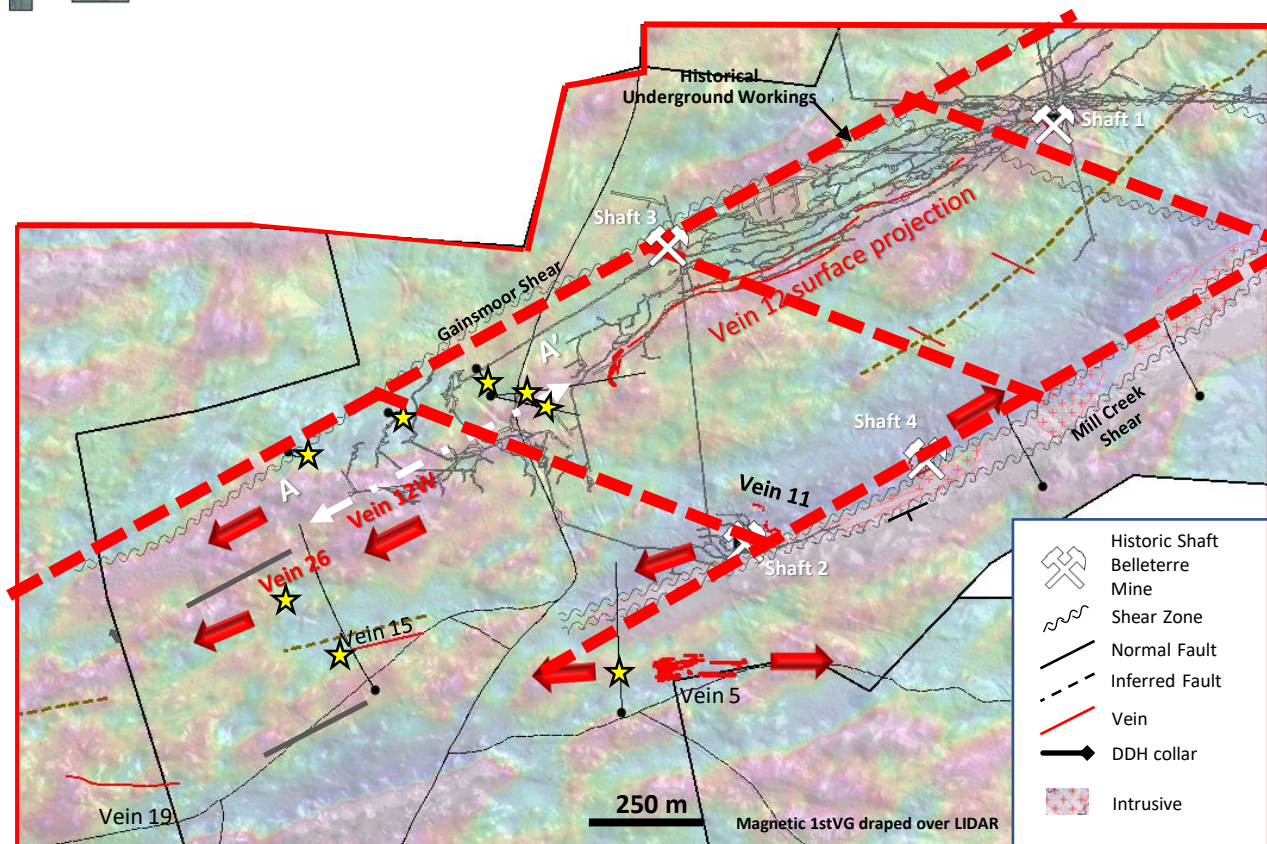 Historical
Underground Workings
Shaft 1
Shaft 3
Vein 12 surface projection
Gainsmoor Shear
A'
Shaft 4
Mill Creek
Shear
A
Vein 12W
Vein 11
Vein 26
Shaft 2
Vein 15
Vein 5
Vein 19
250 m
Magnetic 1stVG draped over LIDAR
Historic Shaft
Belleterre
Mine
Shear Zone
Normal Fault
Inferred Fault
Vein
DDH collar
Intrusive